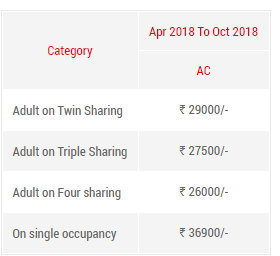 Category
Apr 2018 To Oct 2018
AC
Adult on Twin Sharing ₹ 29000/-
Adult on Triple Sharing ₹ 27500/-
Adult on Four sharing ₹ 26000/-
On single occupancy ₹ 36900/-